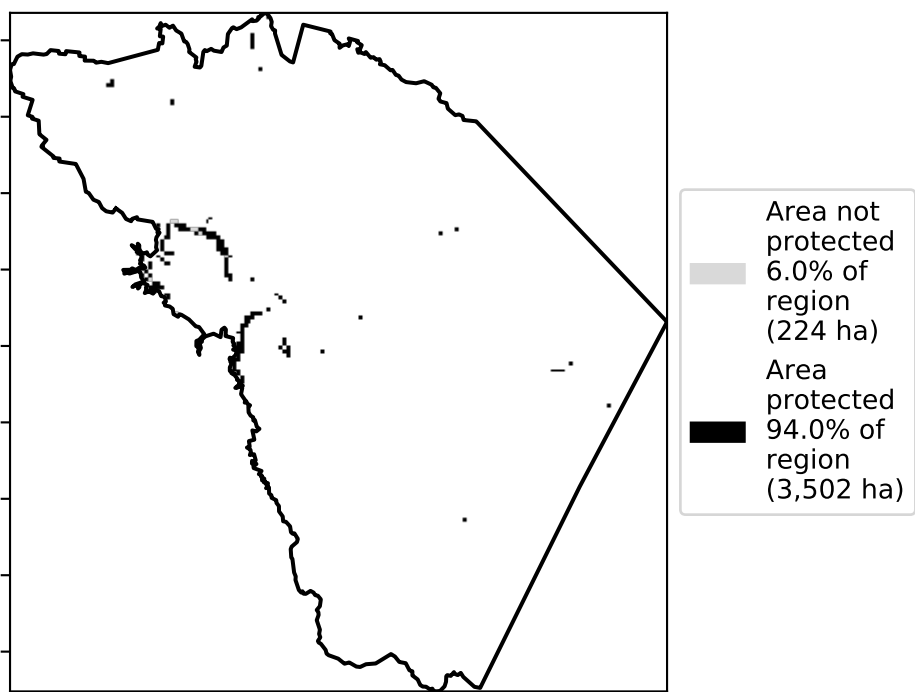 Area not
protected
6.0% of
region
(224 ha)
Area
protected
94.0% of
region
(3,502 ha)